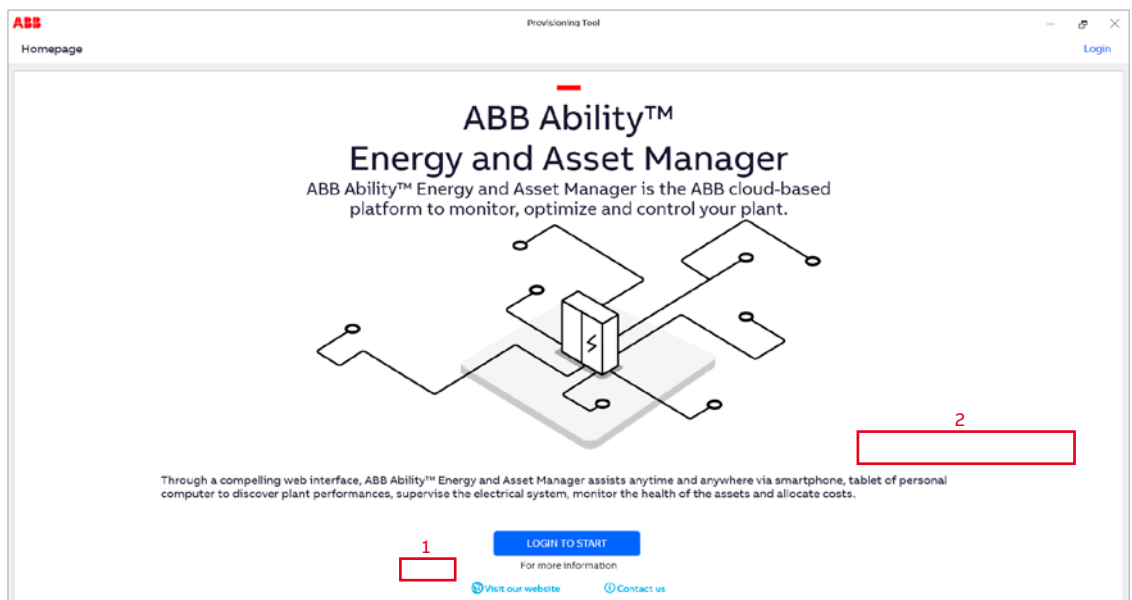 ABB
Provisioning Tool
Homepage
Login
ABB Ability™
Energy and Asset Manager
ABB Ability™ Energy and Asset Manager is the ABB cloud-based
platform to monitor, optimize and control your plant.
2
Through a compelling web interface, ABB Ability™ Energy and Asset Manager assists anytime and anywhere via smartphone, tablet of personal
computer to discover plant performances, supervise the electrical system, monitor the health of the assets and allocate costs.
1
LOGIN TO START
For more information
Visit our website
Contact us